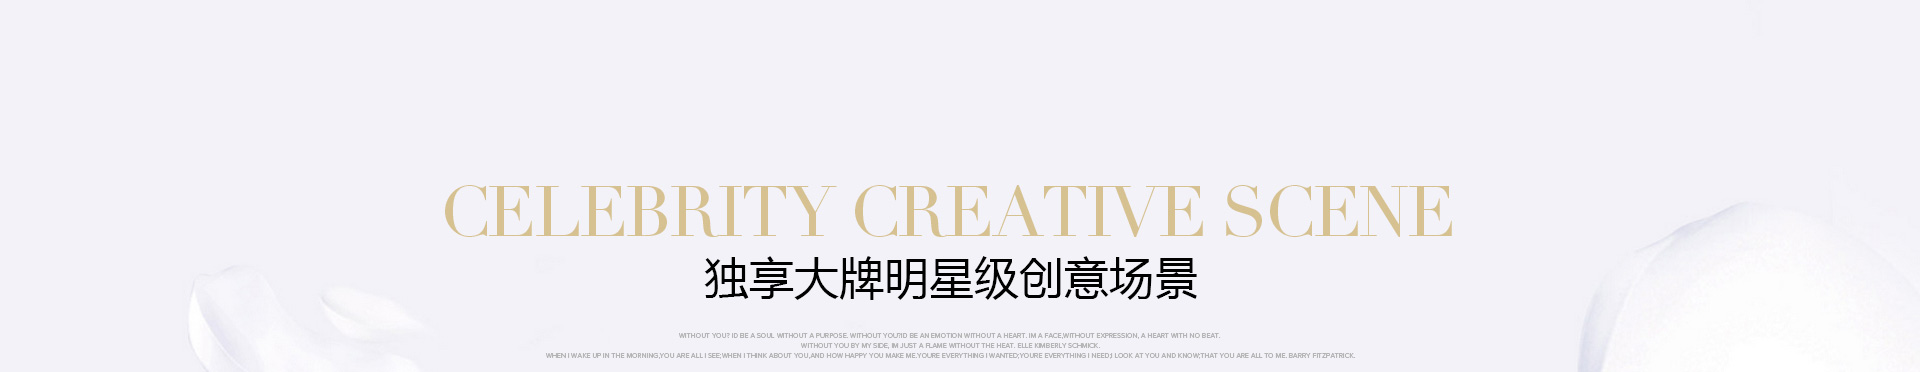 CELEBRITY CREATIVE SCENE
独享大牌明星级创意场景
WITHOUT YOU? ID BE A SOUL WITHOUT A PURPOSE. WITHOUT YOU?ID BE AN EMOTION WITHOUT A HEART. IM A FACE,WITHOUT EXPRESSION, A HEART WITH NO BEAT.
WITHOUT YOU BY MY SIDE, IM JUST A FLAME WITHOUT THE HEAT. ELLE KIMBERLY SCHMICK.
WHEN I WAKE UP IN THE MORNING,YOU ARE ALL I SEE;WHEN I THINK ABOUT YOU,AND HOW HAPPY YOU MAKE ME.YOURE EVERYTHING I WANTED;YOURE EVERYTHING I NEED;I LOOK AT YOU AND KNOW;THAT YOU ARE ALL TO ME. BARRY FITZPATRICK.